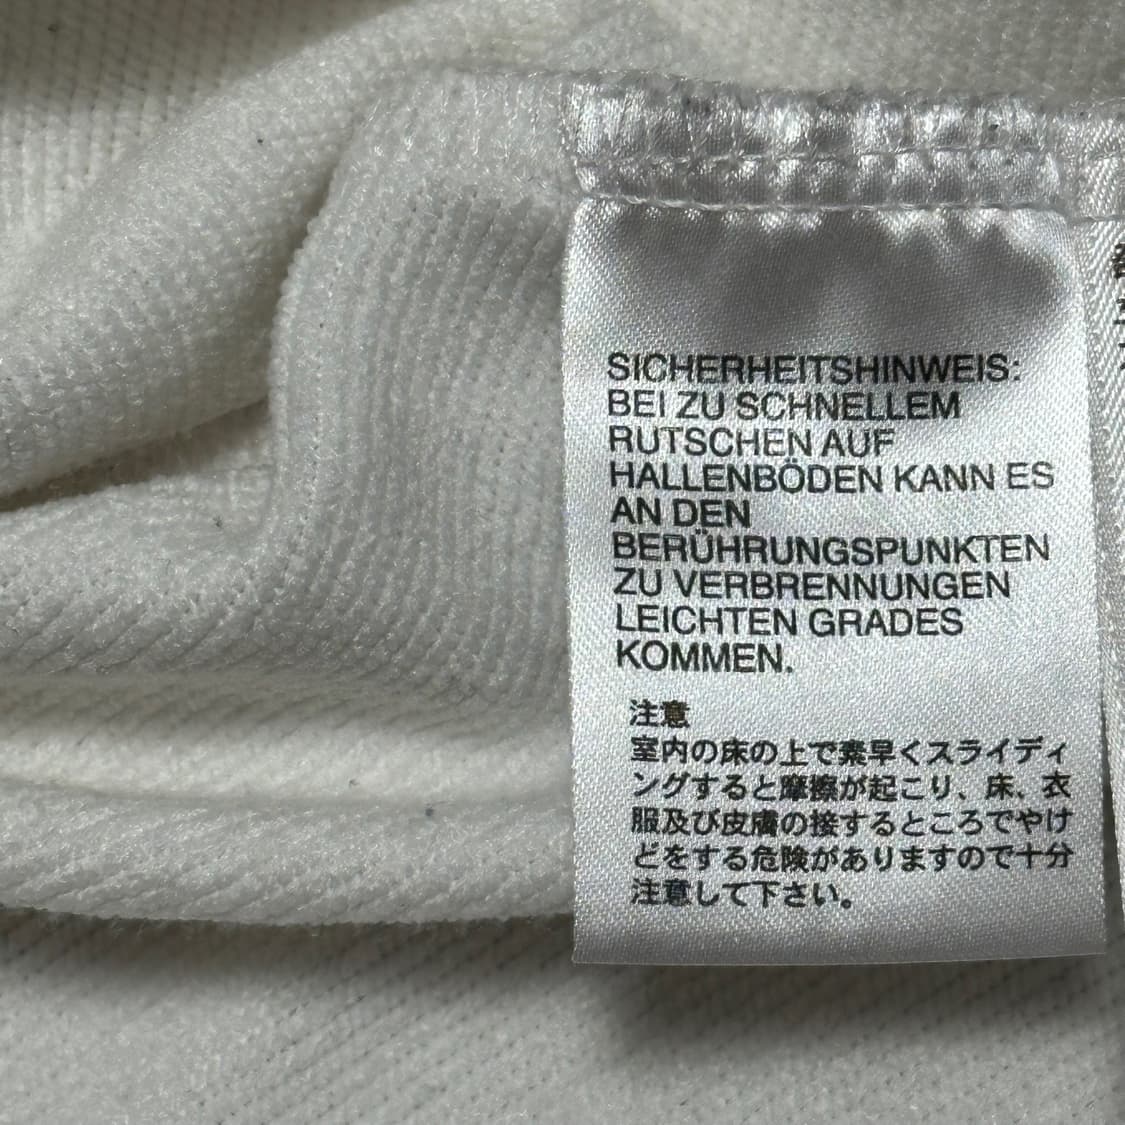 SICHERHEITSHINWEIS:
BEI ZU SCHNELLEM
RUTSCHEN AUF
HALLENBÖDEN KANN ES
AN DEN
BERÜHRUNGSPUNKTEN
ZU VERBRENNUNGEN
LEICHTEN GRADES
KOMMEN.
注意
室内の床の上で素早くスライディ
ングすると摩擦が起こり、床、衣
服及び皮膚の接するところでやけ
どをする危険がありますので十分
注意して下さい。